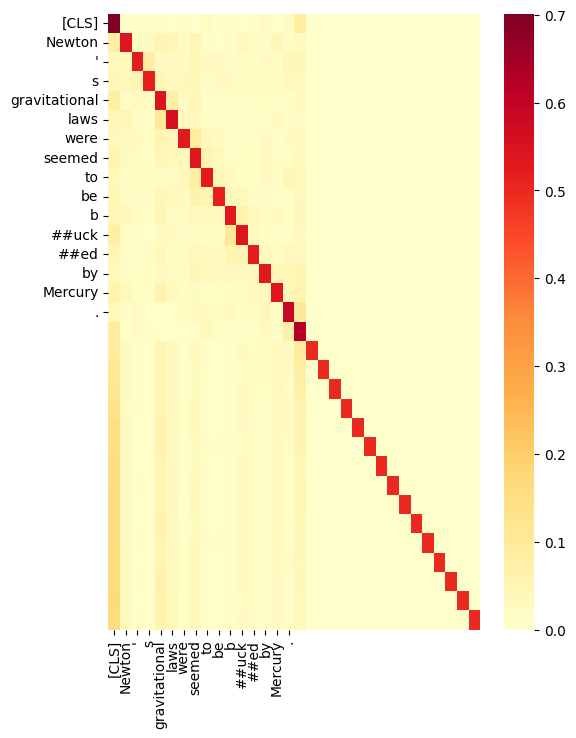 [CLS]
Newton
'
s
gravitational
laws
were
seemed
to
be
b
##uck
##ed
by
Mercury
.
0.7
0.6
0.5
0.4
0.3
0.2
0.1
0.0
[CLS]
Newton
'
s
gravitational
laws
were
seemed
to
be
b
##uck
##ed
by
Mercury
.